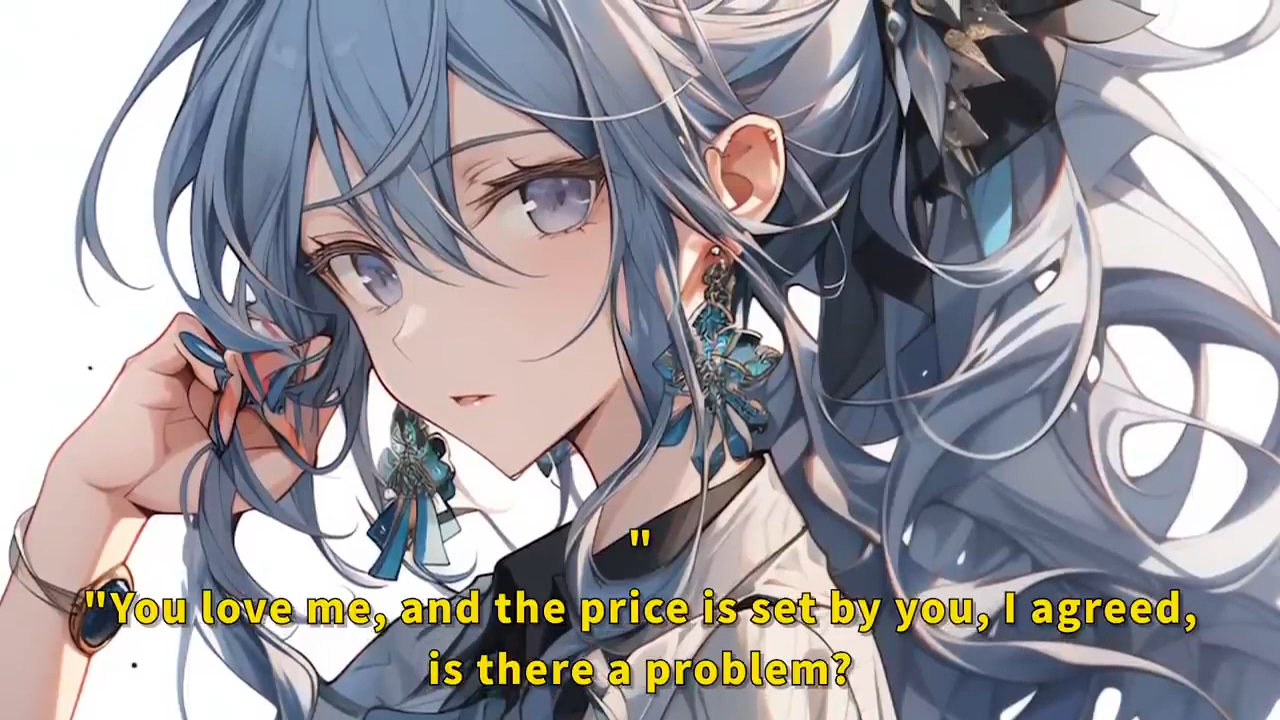 "
"You love me, and the price is set by you, I agreed,
is there a problem?